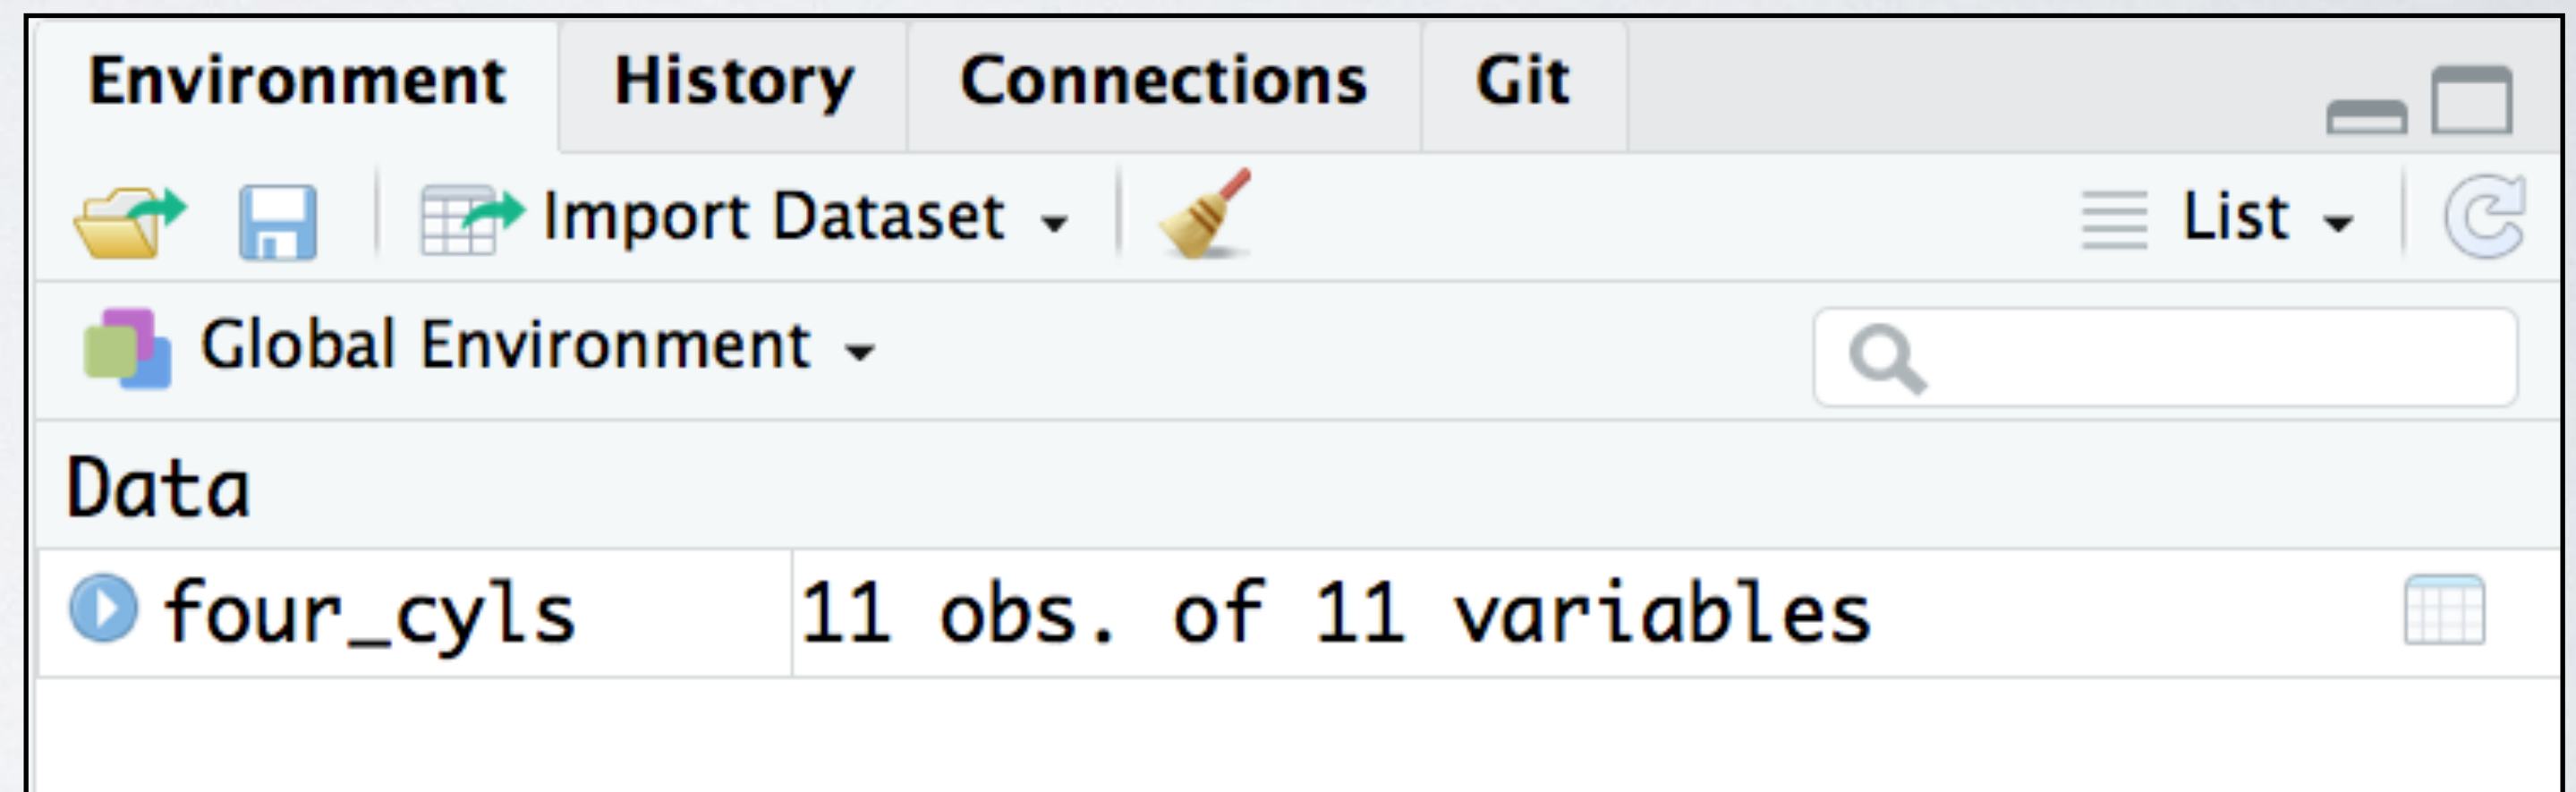 Environment History Connections Git
Import Dataset List
Global Environment
Data
four_cyls 11 obs. of 11 variables